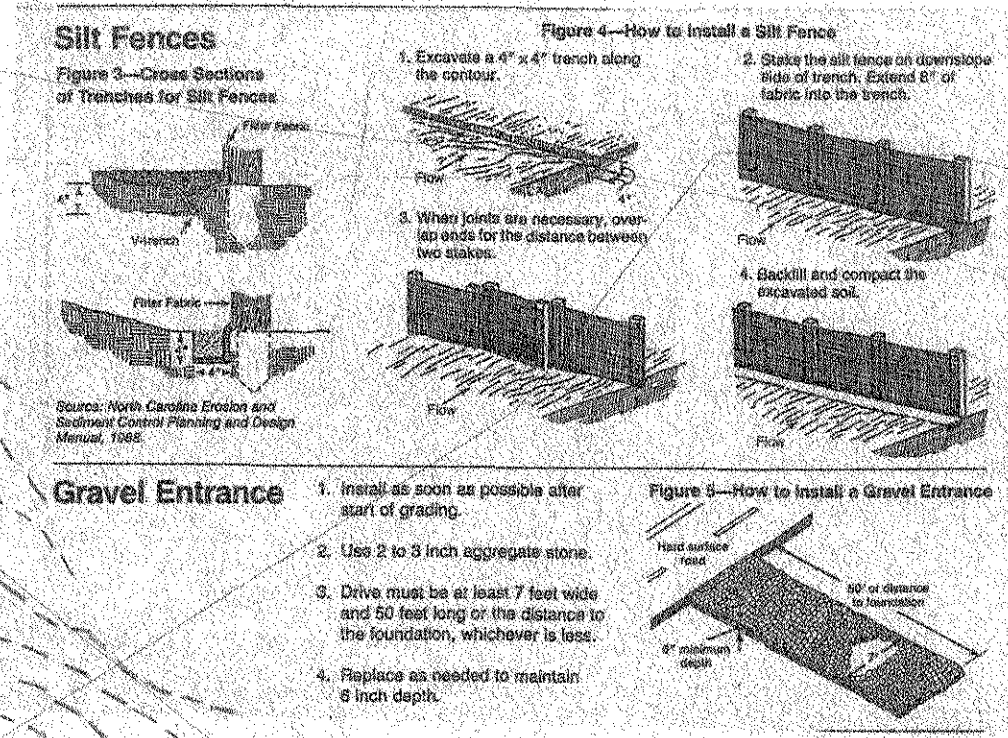 Silt Fences
Figure 3—Cross Sections
of Trenches for Silt Fences
Filter Fabric
4"
V-trench
Filter Fabric
4"
4"
Source: North Carolina Erosion and
Sediment Control Planning and Design
Manual, 1988.
Figure 4—How to Install a Silt Fence
1. Excavate a 4" x 4" trench along
the contour.
Flow
4"
2. Stake the silt fence on downslope
side of trench. Extend 8" of
fabric into the trench.
Flow
3. When joints are necessary, over-
lap ends for the distance between
two stakes.
Flow
4. Backfill and compact the
excavated soil.
Flow
Gravel Entrance
1. Install as soon as possible after
start of grading.
2. Use 2 to 3 inch aggregate stone.
3. Drive must be at least 7 feet wide
and 50 feet long or the distance to
the foundation, whichever is less.
4. Replace as needed to maintain
6 inch depth.
Figure 5—How to Install a Gravel Entrance
Hard surface
road
50' or distance
to foundation
6" minimum
depth
7'